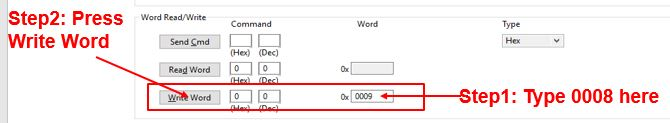 Step2: Press
Write Word
Word Read/Write
Command
Word
Type
Send Cmd
(Hex) (Dec)
Hex
Read Word 0 0 0x
(Hex) (Dec)
Write Word 0 0 0x 0009
(Hex) (Dec)
Step1: Type 0008 here